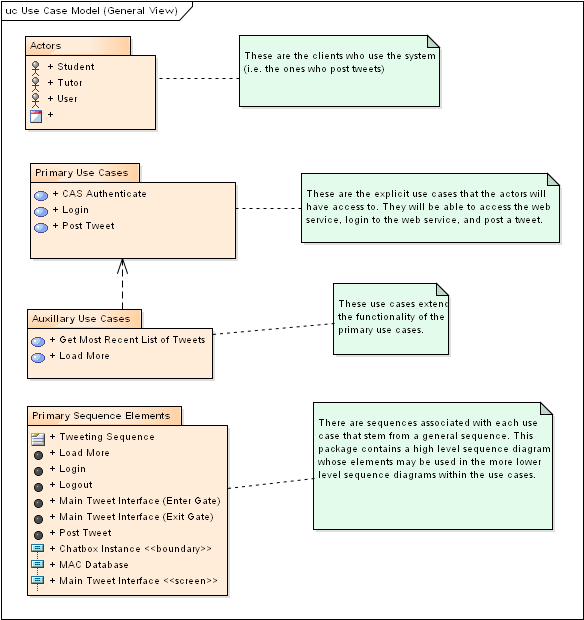 uc Use Case Model (General View)
Actors
+ Student
+ Tutor
+ User
+
These are the clients who use the system
(i.e. the ones who post tweets)
Primary Use Cases
+ CAS Authenticate
+ Login
+ Post Tweet
These are the explicit use cases that the actors will
have access to. They will be able to access the web
service, login to the web service, and post a tweet.
Auxillary Use Cases
+ Get Most Recent List of Tweets
+ Load More
These use cases extend
the functionality of the
primary use cases.
Primary Sequence Elements
+ Tweeting Sequence
+ Load More
+ Login
+ Logout
+ Main Tweet Interface (Enter Gate)
+ Main Tweet Interface (Exit Gate)
+ Post Tweet
+ Chatbox Instance <<boundary>>
+ MAC Database
+ Main Tweet Interface <<screen>>
There are sequences associated with each use
case that stem from a general sequence. This
package contains a high level sequence diagram
whose elements may be used in the more lower
level sequence diagrams within the use cases.